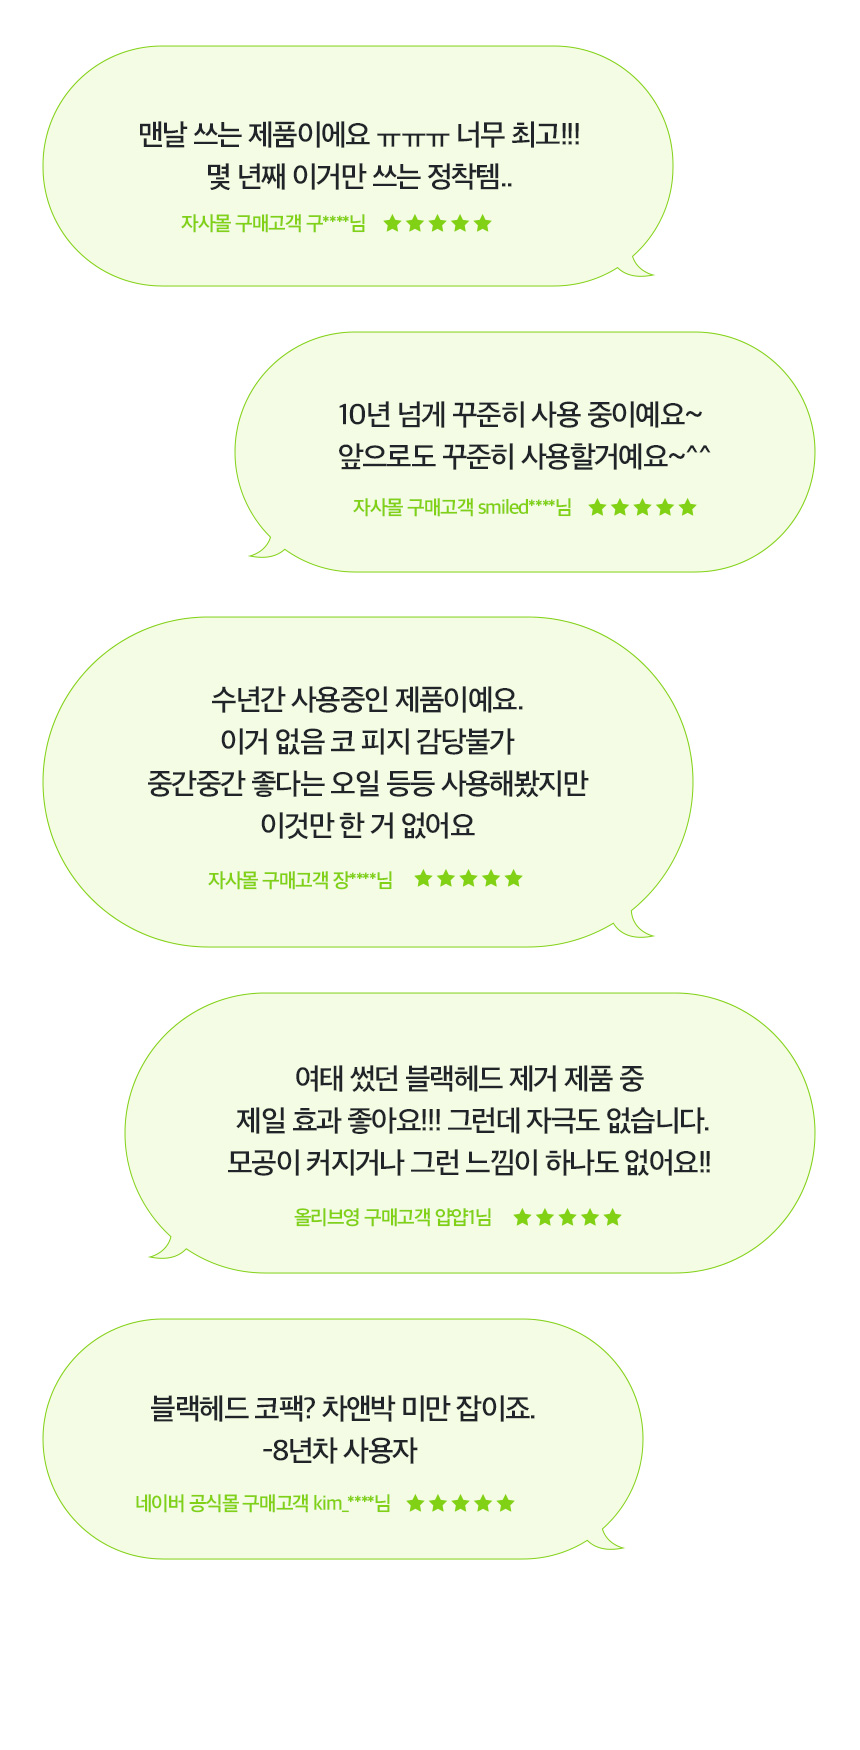 맨날 쓰는 제품이에요 ㅠㅠㅠ 너무 최고!!!
몇 년째 이거만 쓰는 정착템..
자사몰 구매고객 구****님 ★★★★★
10년 넘게 꾸준히 사용 중이예요~
앞으로도 꾸준히 사용할거예요~^^
자사몰 구매고객 smiled****님 ★★★★★
수년간 사용중인 제품이예요.
이거 없음 코 피지 감당불가
중간중간 좋다는 오일 등등 사용해봤지만
이것만 한 거 없어요
자사몰 구매고객 장****님 ★★★★★
여태 썼던 블랙헤드 제거 제품 중
제일 효과 좋아요!!! 그런데 자극도 없습니다.
모공이 커지거나 그런 느낌이 하나도 없어요!!
올리브영 구매고객 얍얍1님 ★★★★★
블랙헤드 코팩? 차앤박 미만 잡이죠.
-8년차 사용자
네이버 공식몰 구매고객 kim_****님 ★★★★★